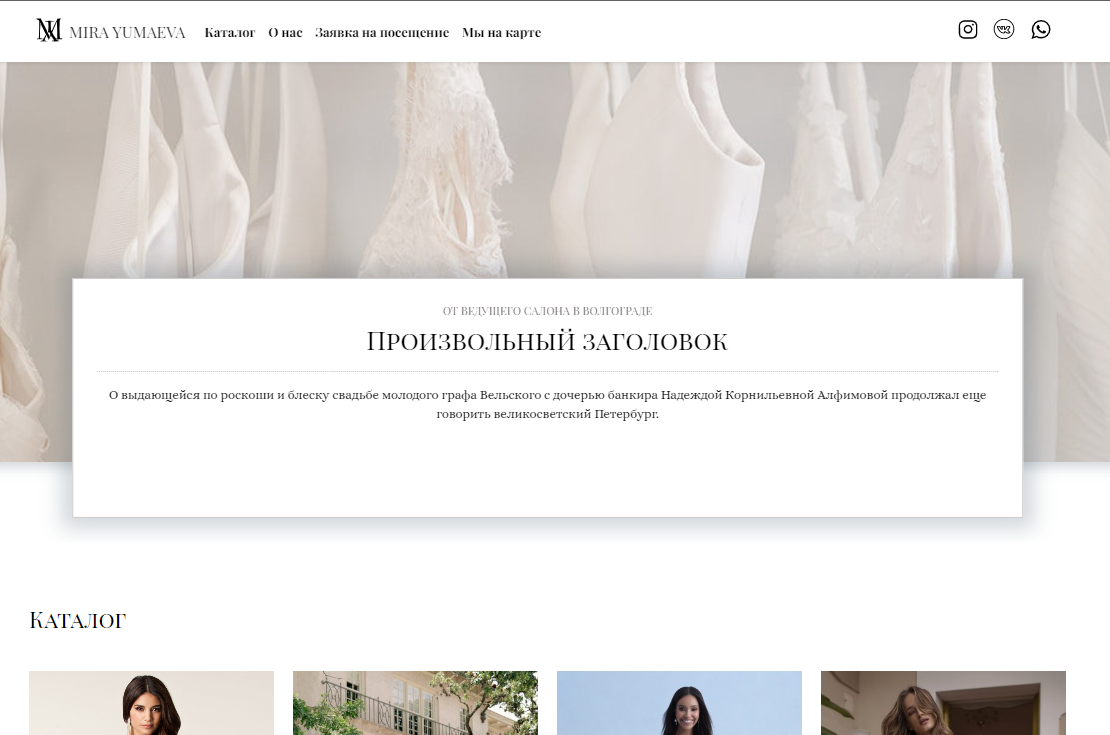 MIRA YUMAEVA Каталог О нас Заявка на посещение Мы на карте
ОТ ВЕДУЩЕГО САЛОНА В ВОЛГОГРАДЕ
Произвольный заголовок
О выдающейся по роскоши и блеску свадьбе молодого графа Вельского с дочерью банкира Надеждой Корнильевной Алфимовой продолжал еще
говорить великосветский Петербург.
Каталог